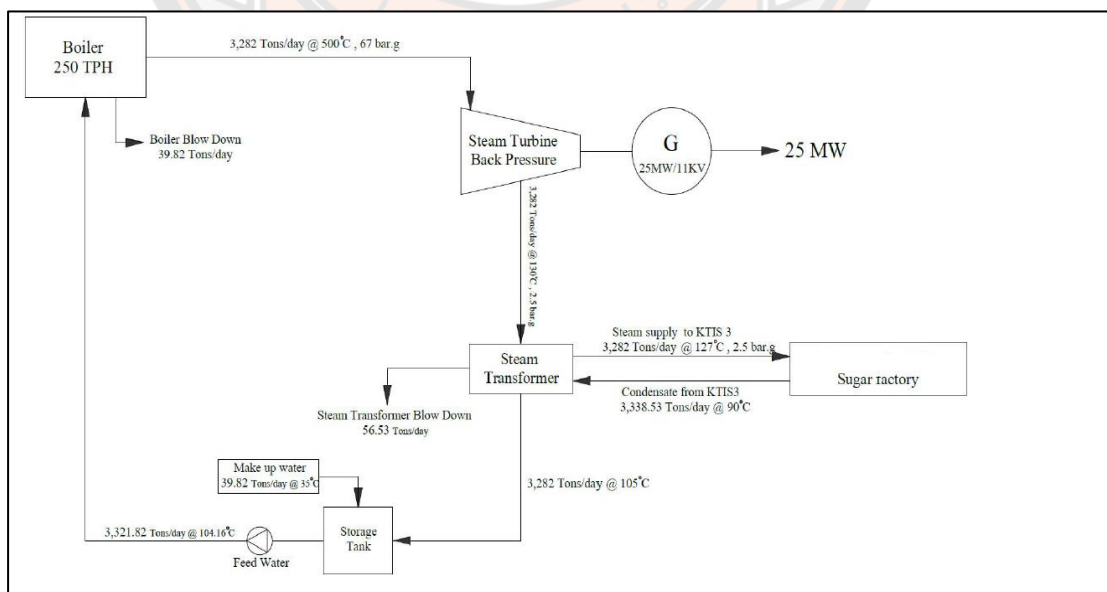 Boiler
250 TPH
3,282 Tons/day @ 500°C , 67 bar.g
Boiler Blow Down
39.82 Tons/day
Steam Turbine
Back Pressure
G
25MW/11KV
25 MW
3,282 Tons/day @ 130°C , 2.5 bar.g
Steam
Transformer
Steam supply to KTIS 3
3,282 Tons/day @ 127°C , 2.5 bar.g
Condensate from KTIS3
3,338.53 Tons/day @ 90°C
Sugar ractory
Steam Transformer Blow Down
56.53 Tons/day
Make up water
39.82 Tons/day @ 35°C
3,282 Tons/day @ 105°C
3,321.82 Tons/day @ 104.16°C
Feed Water
Storage
Tank